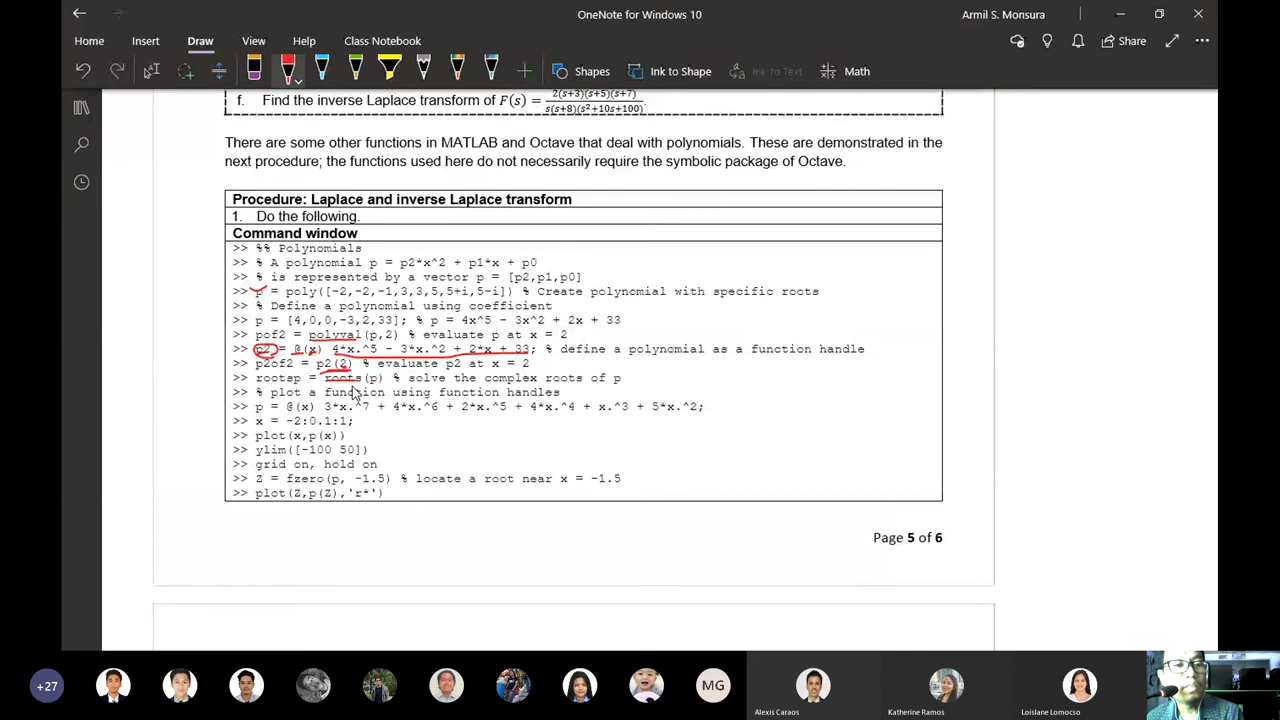 OneNote for Windows 10
Armil S. Monsura
Home Insert Draw View Help Class Notebook
Share
Shapes Ink to Shape Ink to Text Math
f. Find the inverse Laplace transform of F(s) = 2(s+3)(s+5)(s+7) / s(s+8)(s²+10s+100).
There are some other functions in MATLAB and Octave that deal with polynomials. These are demonstrated in the
next procedure; the functions used here do not necessarily require the symbolic package of Octave.
Procedure: Laplace and inverse Laplace transform
1. Do the following.
Command window
>> %% Polynomials
>> % A polynomial p = p2*x^2 + p1*x + p0
>> % is represented by a vector p = [p2,p1,p0]
>> p = poly([-2,-2,-1,3,3,5,5+i,5-i]) % Create polynomial with specific roots
>> % Define a polynomial using coefficient
>> p = [4,0,0,-3,2,33]; % p = 4x^5 - 3x^2 + 2x + 33
>> pof2 = polyval(p,2) % evaluate p at x = 2
>> p2 = @(x) 4*x.^5 - 3*x.^2 + 2*x + 33; % define a polynomial as a function handle
>> p2of2 = p2(2) % evaluate p2 at x = 2
>> rootsp = roots(p) % solve the complex roots of p
>> % plot a function using function handles
>> p = @(x) 3*x.^7 + 4*x.^6 + 2*x.^5 + 4*x.^4 + x.^3 + 5*x.^2;
>> x = -2:0.1:1;
>> plot(x,p(x))
>> ylim([-100 50])
>> grid on, hold on
>> Z = fzero(p, -1.5) % locate a root near x = -1.5
>> plot(Z,p(Z),'r*')
Page 5 of 6
+27
MG
Alexis Caraos
Katherine Ramos
Loislane Lomocso